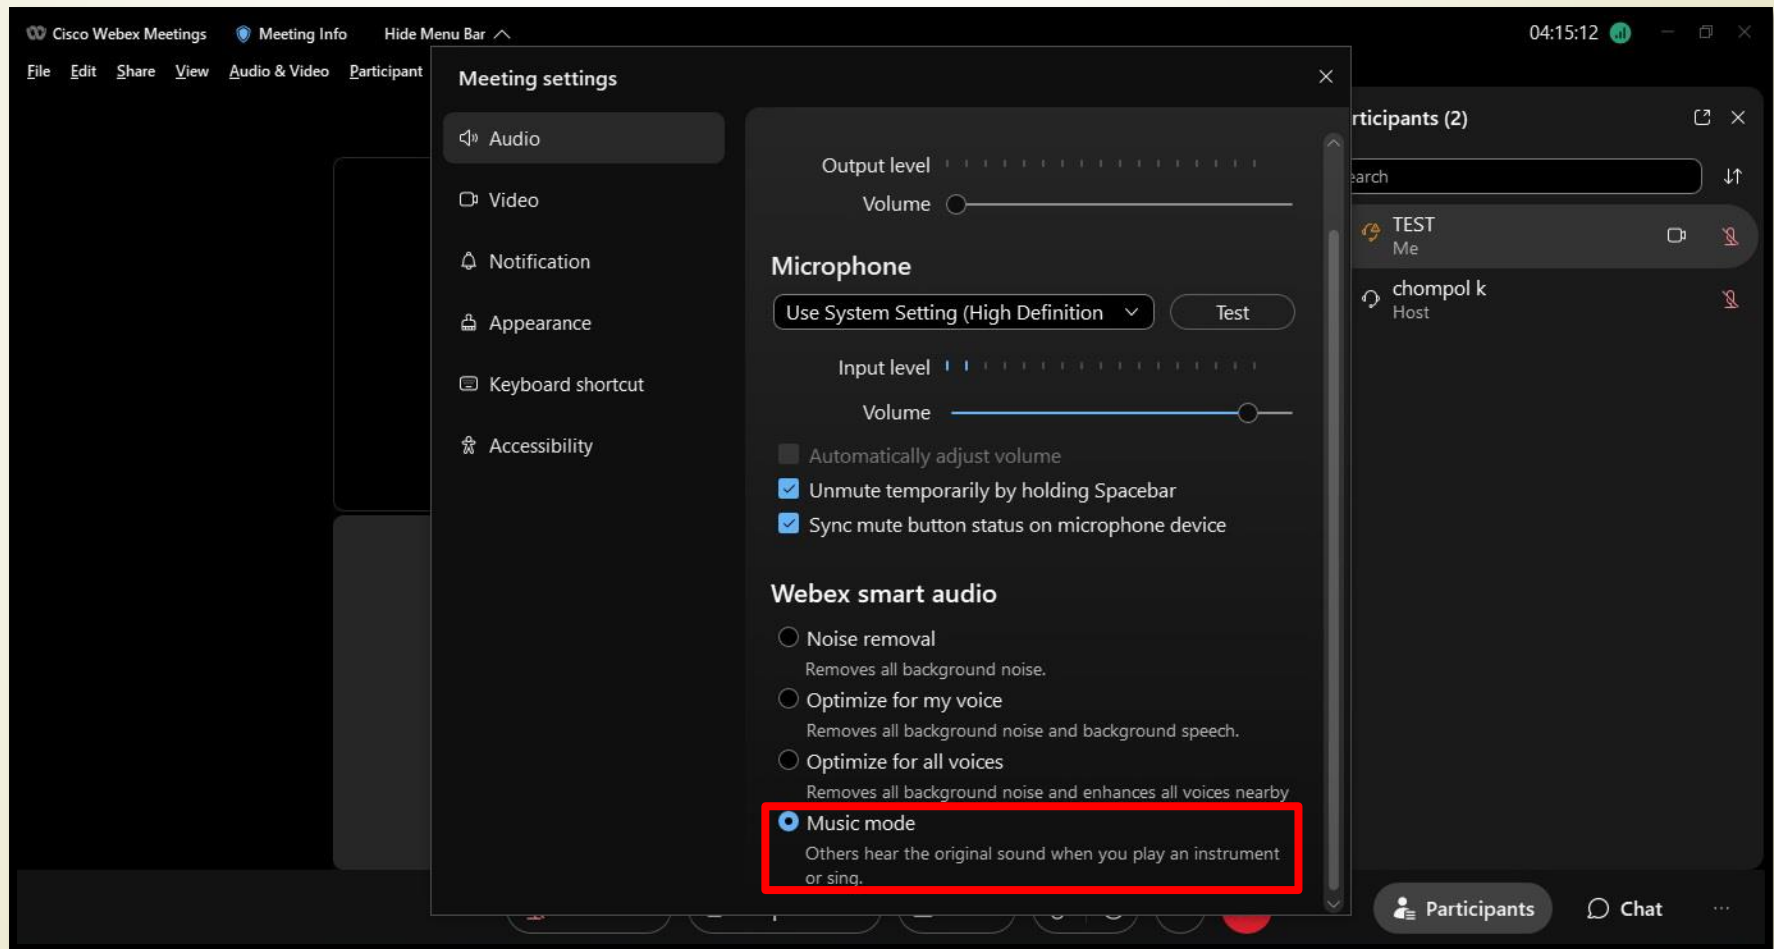 Cisco Webex Meetings
Meeting Info
Hide Menu Bar
04:15:12
File Edit Share View Audio & Video Participant
Meeting settings
Audio
Video
Notification
Appearance
Keyboard shortcut
Accessibility
Output level
Volume
Microphone
Use System Setting (High Definition
Test
Input level
Volume
Automatically adjust volume
Unmute temporarily by holding Spacebar
Sync mute button status on microphone device
Webex smart audio
Noise removal
Removes all background noise.
Optimize for my voice
Removes all background noise and background speech.
Optimize for all voices
Removes all background noise and enhances all voices nearby
Music mode
Others hear the original sound when you play an instrument
or sing.
rticipants (2)
earch
TEST
Me
chompol k
Host
Participants
Chat